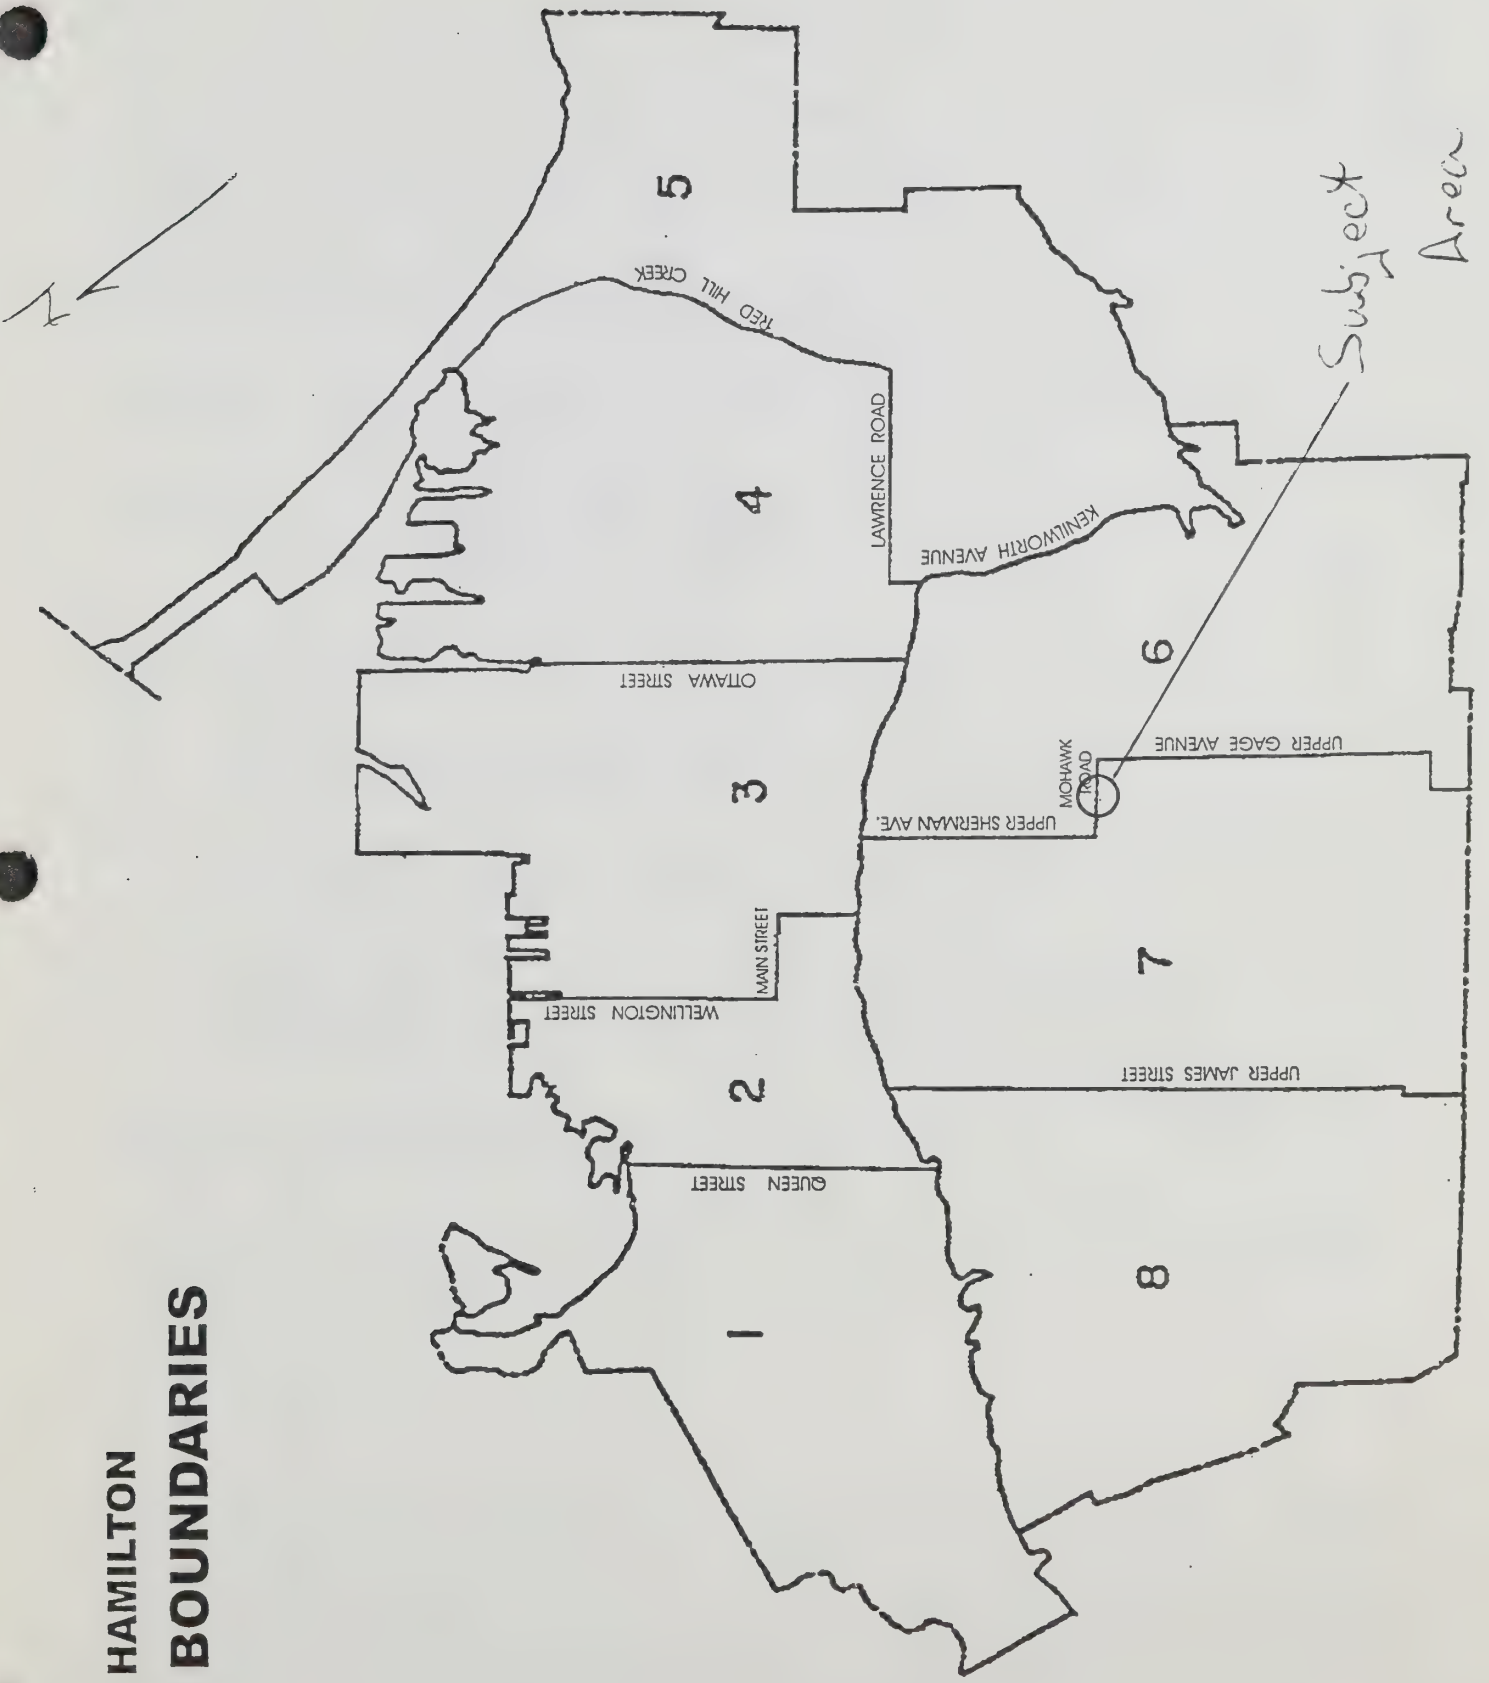 HAMILTON
BOUNDARIES
N
5
RED HILL CREEK
4
LAWRENCE ROAD
KENILWORTH AVENUE
OTTAWA STREET
6
3
UPPER GAGE AVENUE
MOHAWK
ROAD
UPPER SHERMAN AVE.
MAIN STREET
WELLINGTON STREET
7
2
UPPER JAMES STREET
QUEEN STREET
1
8
Subject
Area